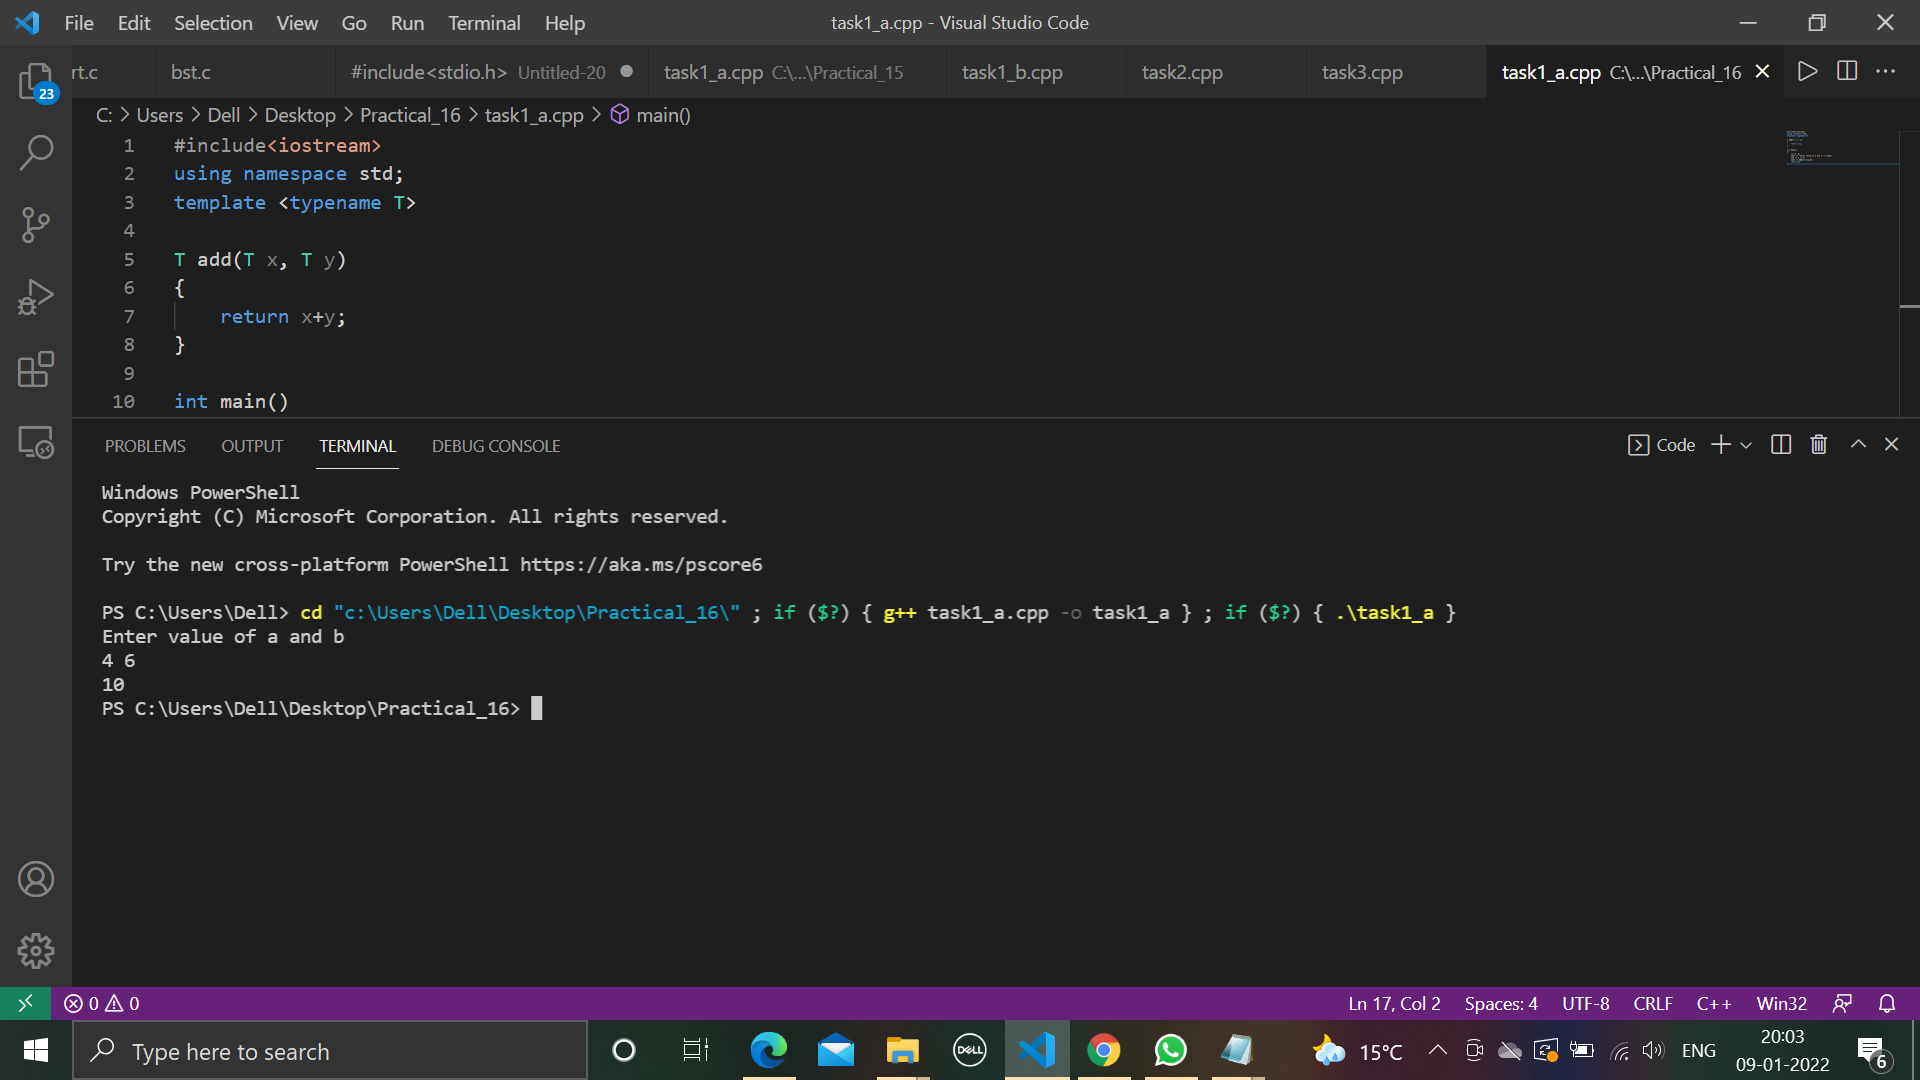 File Edit Selection View Go Run Terminal Help task1_a.cpp - Visual Studio Code
rt.c bst.c #include<stdio.h> Untitled-20 task1_a.cpp C:\...\Practical_15 task1_b.cpp task2.cpp task3.cpp task1_a.cpp C:\...\Practical_16
23
C: > Users > Dell > Desktop > Practical_16 > task1_a.cpp > main()
1 #include<iostream>
2 using namespace std;
3 template <typename T>
4
5 T add(T x, T y)
6 {
7 return x+y;
8 }
9
10 int main()
PROBLEMS OUTPUT TERMINAL DEBUG CONSOLE Code
Windows PowerShell
Copyright (C) Microsoft Corporation. All rights reserved.
Try the new cross-platform PowerShell https://aka.ms/pscore6
PS C:\Users\Dell> cd "c:\Users\Dell\Desktop\Practical_16\" ; if ($?) { g++ task1_a.cpp -o task1_a } ; if ($?) { .\task1_a }
Enter value of a and b
4 6
10
PS C:\Users\Dell\Desktop\Practical_16>
0 0 Ln 17, Col 2 Spaces: 4 UTF-8 CRLF C++ Win32
Type here to search DELL 15°C ENG 20:03
09-01-2022 6